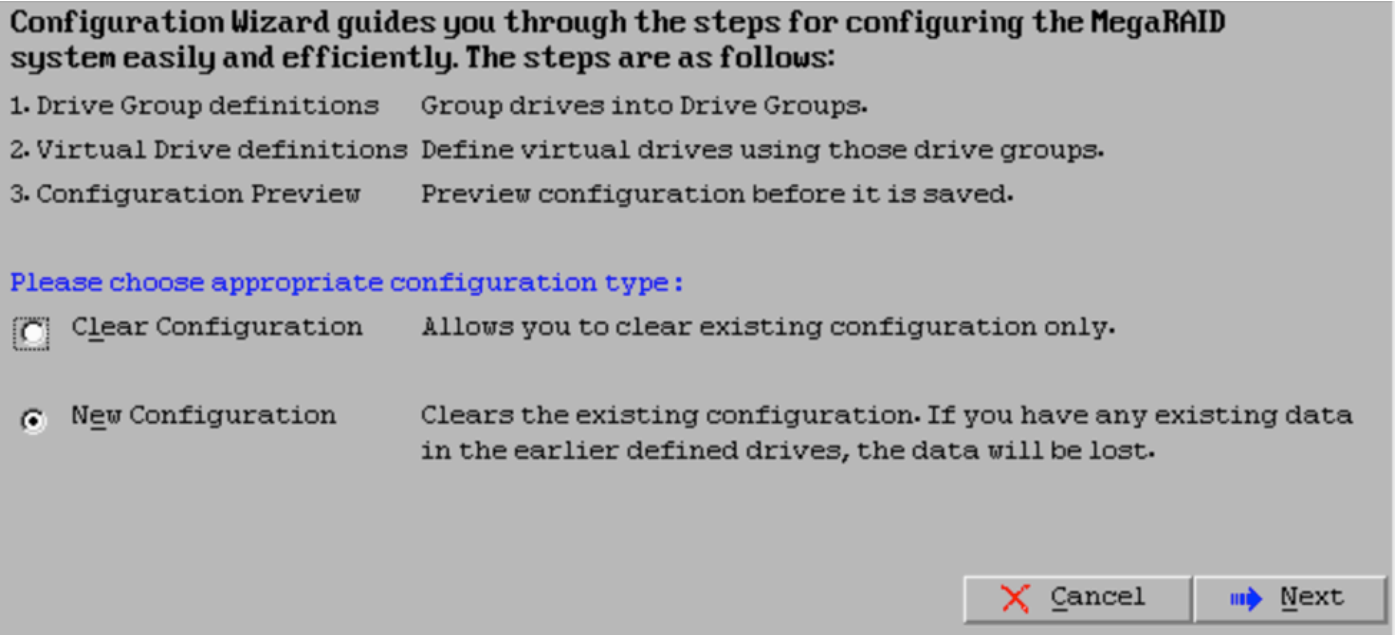 Configuration Wizard guides you through the steps for configuring the MegaRAID
system easily and efficiently. The steps are as follows:
1. Drive Group definitions Group drives into Drive Groups.
2. Virtual Drive definitions Define virtual drives using those drive groups.
3. Configuration Preview Preview configuration before it is saved.
Please choose appropriate configuration type:
Clear Configuration Allows you to clear existing configuration only.
New Configuration Clears the existing configuration. If you have any existing data
in the earlier defined drives, the data will be lost.
Cancel Next